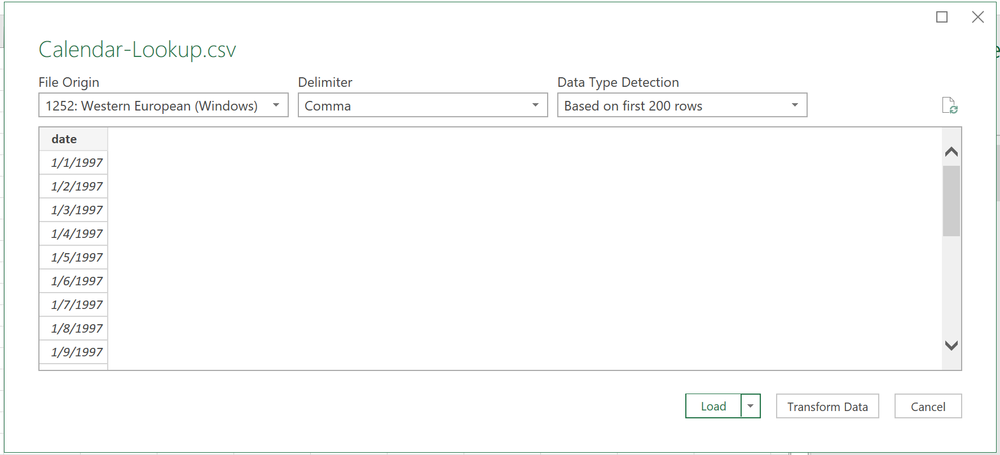 Calendar-Lookup.csv
File Origin Delimiter Data Type Detection
1252: Western European (Windows) Comma Based on first 200 rows
date
1/1/1997
1/2/1997
1/3/1997
1/4/1997
1/5/1997
1/6/1997
1/7/1997
1/8/1997
1/9/1997
Load Transform Data Cancel